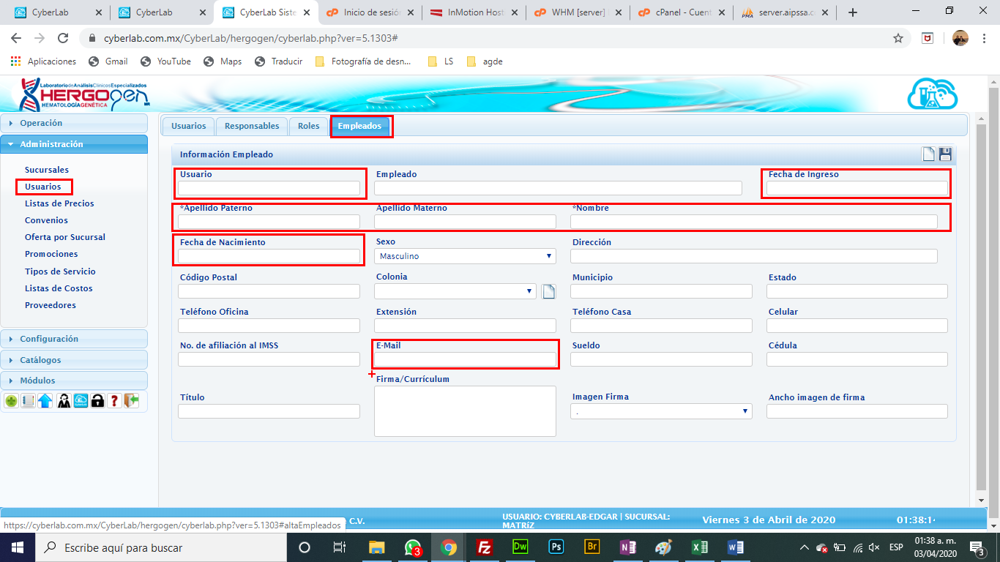 CyberLab
CyberLab
CyberLab Siste
Inicio de sesió
InMotion Host
WHM [server]
cPanel - Cuent
server.aipssa.c
cyberlab.com.mx/CyberLab/hergogen/cyberlab.php?ver=5.1303#
Aplicaciones
Gmail
YouTube
Maps
Traducir
Fotografía de desn...
LS
agde
Laboratorio de Análisis Clínicos Especializados
HERGOgen
HEMATOLOGÍA GENÉTICA
Operación
Administración
Sucursales
Usuarios
Listas de Precios
Convenios
Oferta por Sucursal
Promociones
Tipos de Servicio
Listas de Costos
Proveedores
Configuración
Catálogos
Módulos
Usuarios
Responsables
Roles
Empleados
Información Empleado
Usuario
Empleado
Fecha de Ingreso
*Apellido Paterno
Apellido Materno
*Nombre
Fecha de Nacimiento
Sexo
Masculino
Dirección
Código Postal
Colonia
Municipio
Estado
Teléfono Oficina
Extensión
Teléfono Casa
Celular
No. de afiliación al IMSS
E-Mail
Sueldo
Cédula
Título
Firma/Currículum
Imagen Firma
.
Ancho imagen de firma
https://cyberlab.com.mx/CyberLab/hergogen/cyberlab.php?ver=5.1303#altaEmpleados
C.V.
USUARIO: CYBERLAB-EDGAR | SUCURSAL:
MATRíZ
Viernes 3 de Abril de 2020
01:38:1
Escribe aquí para buscar
3
Fz
Dw
Ps
Br
N
X
W
ESP
01:38 a. m.
03/04/2020
3